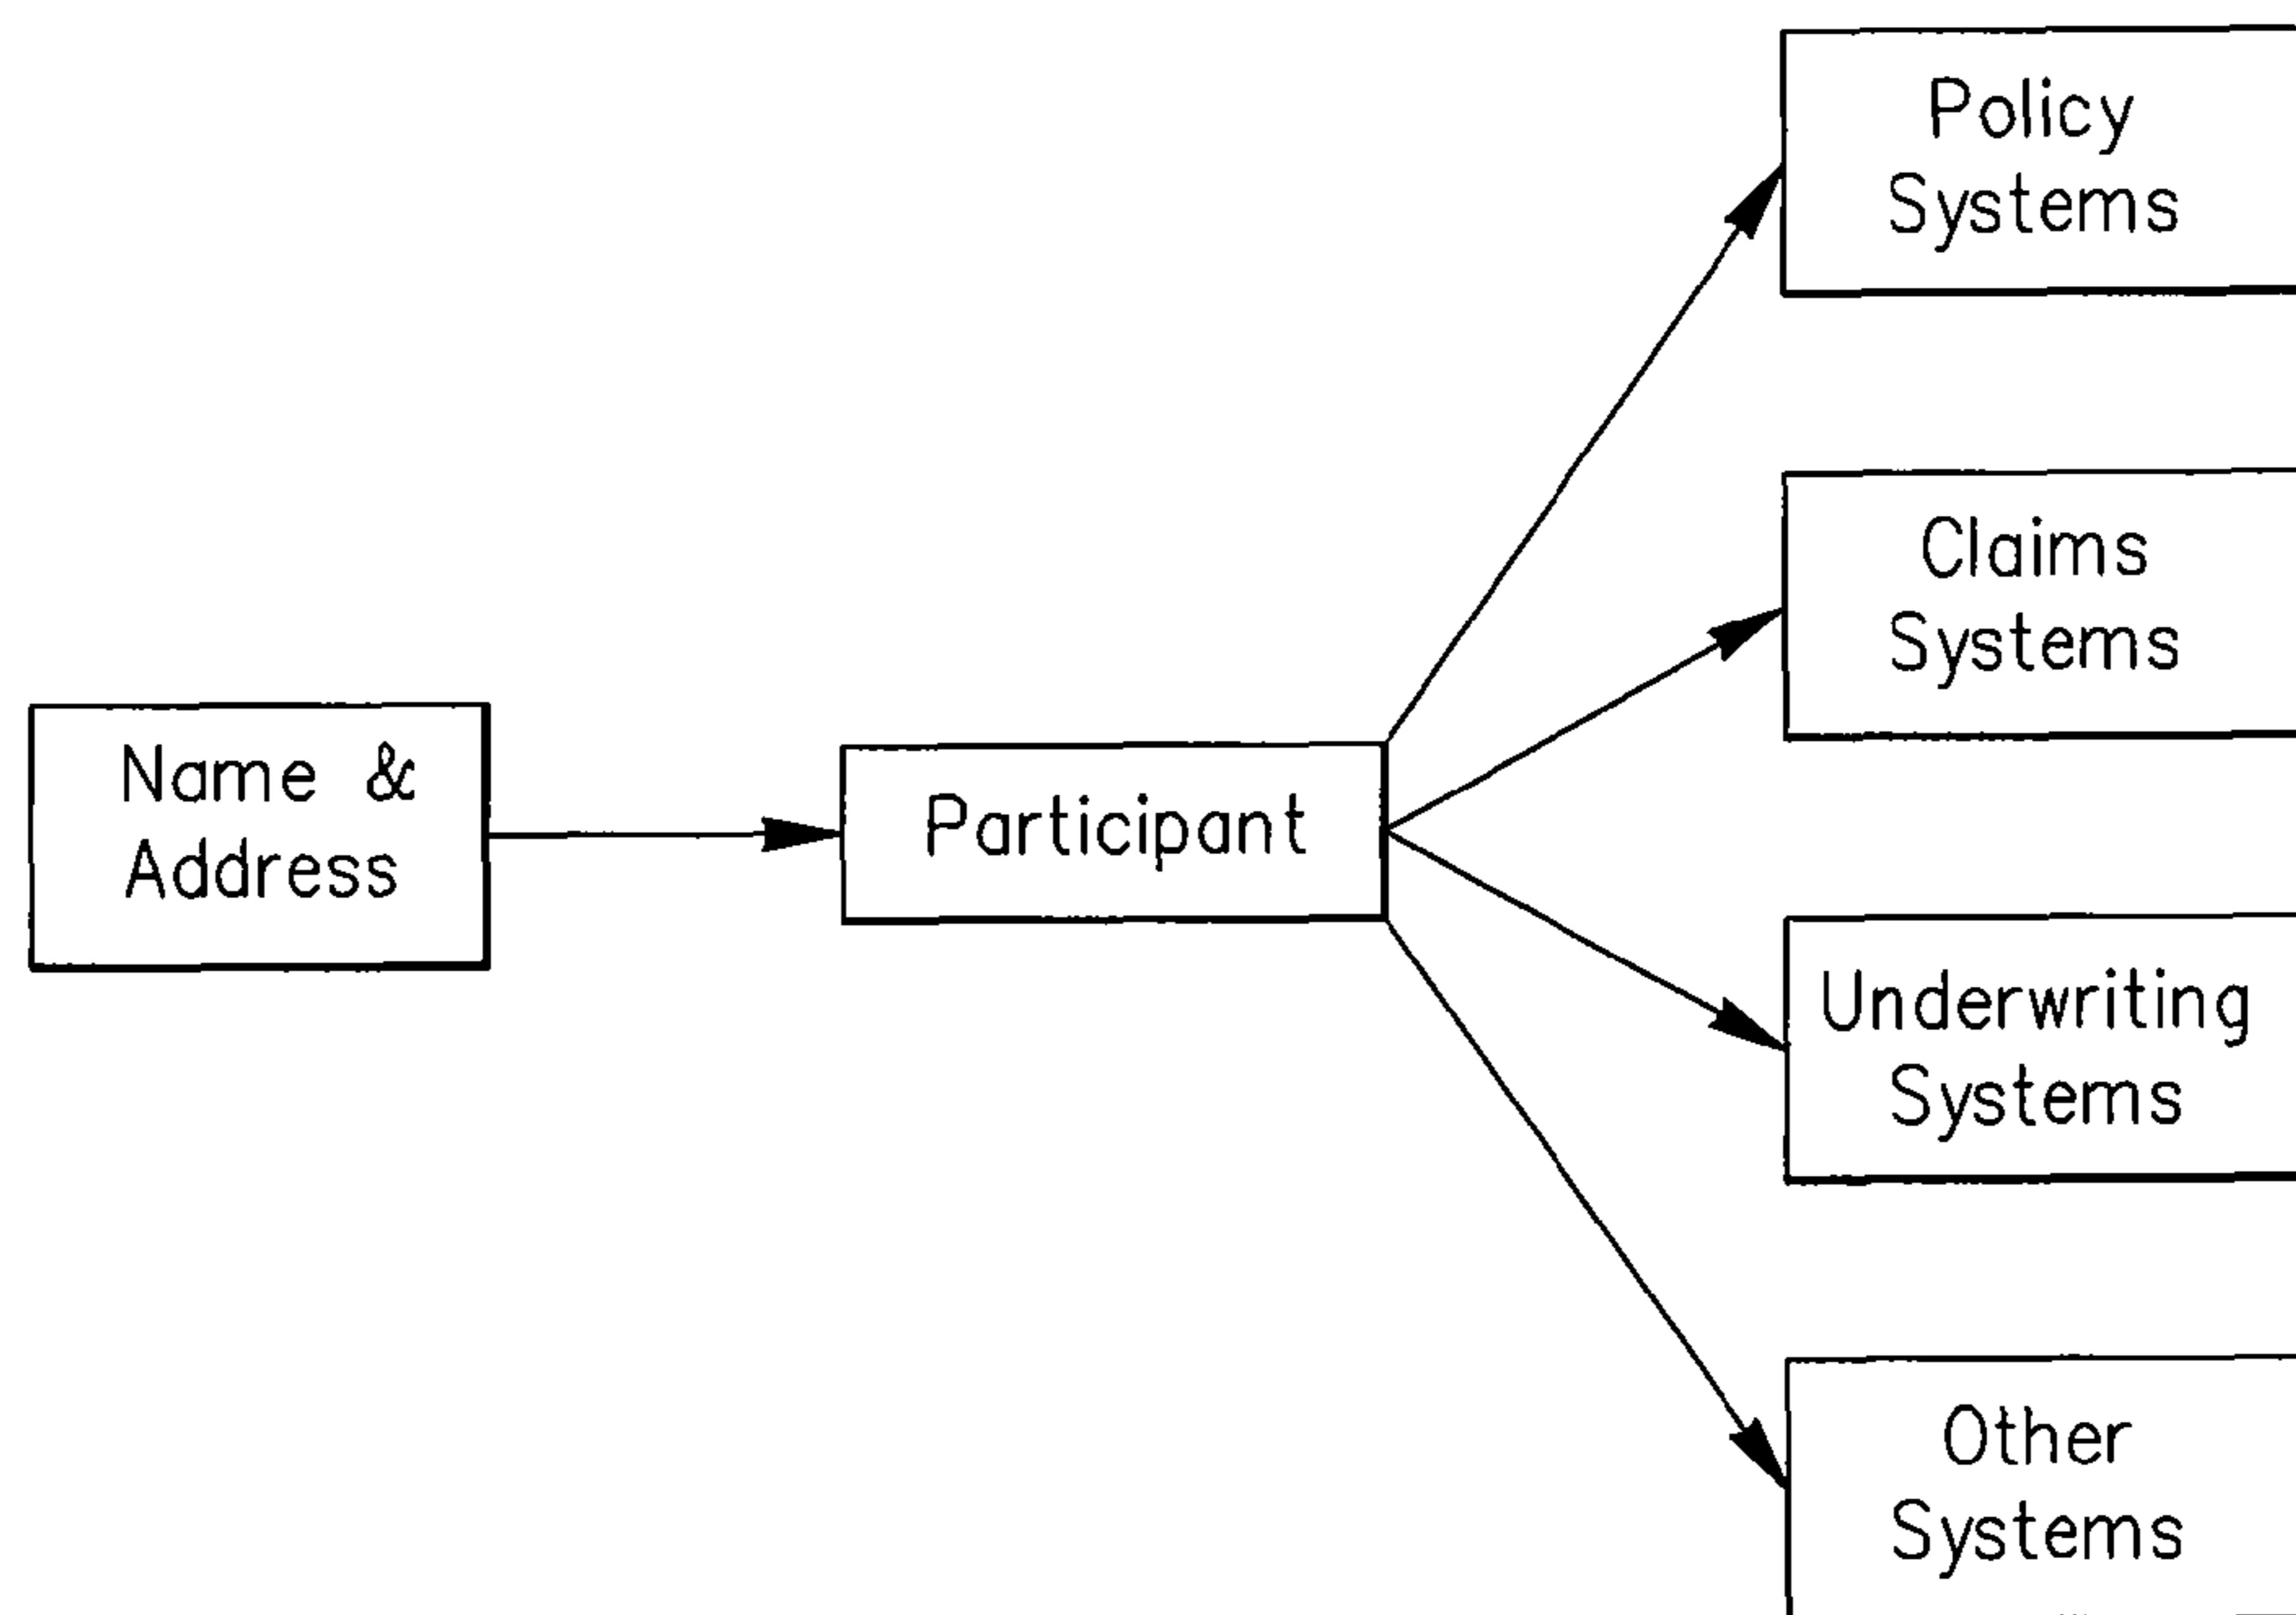 Policy
Systems
Claims
Systems
Name &
Address
Participant
Underwriting
Systems
Other
Systems